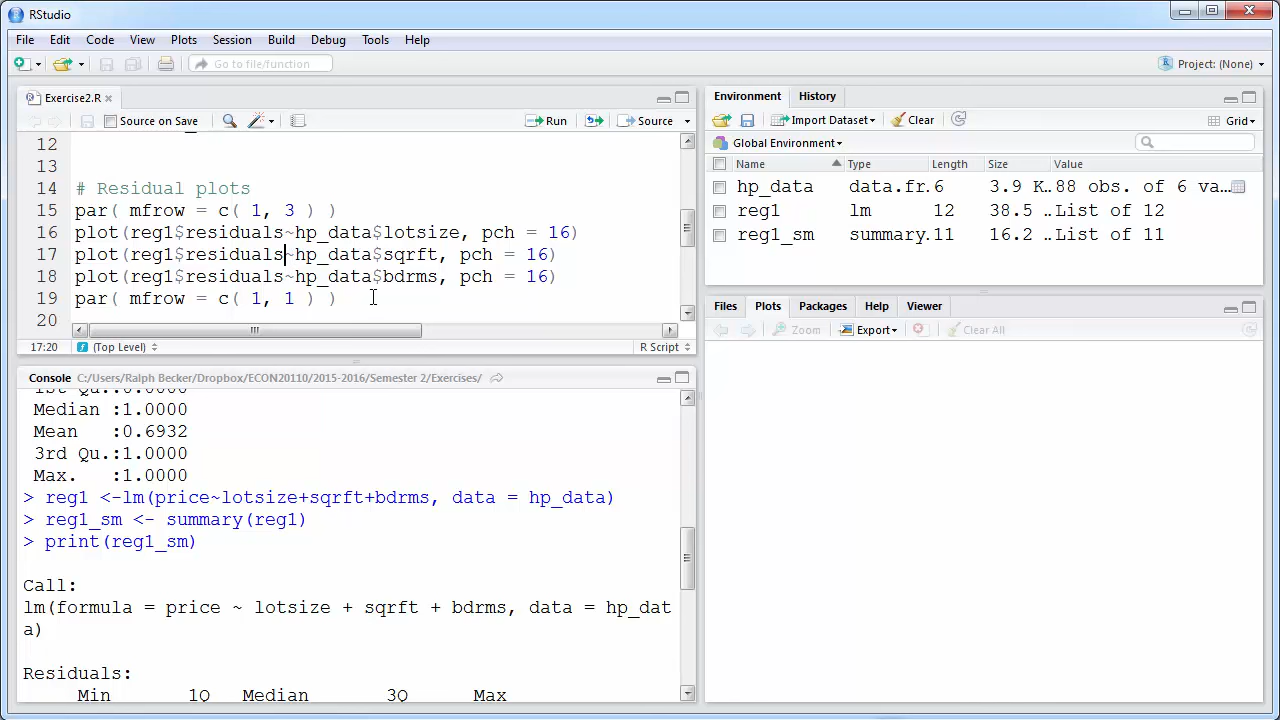 RStudio
File Edit Code View Plots Session Build Debug Tools Help
Go to file/function
Project: (None)
Exercise2.R
Source on Save
Run
Source
12
13
14 # Residual plots
15 par( mfrow = c( 1, 3 ) )
16 plot(reg1$residuals~hp_data$lotsize, pch = 16)
17 plot(reg1$residuals~hp_data$sqrft, pch = 16)
18 plot(reg1$residuals~hp_data$bdrms, pch = 16)
19 par( mfrow = c( 1, 1 ) )
20
17:20 (Top Level) R Script
Console C:/Users/Ralph Becker/Dropbox/ECON20110/2015-2016/Semester 2/Exercises/
1st Qu.:0.0000
Median :1.0000
Mean :0.6932
3rd Qu.:1.0000
Max. :1.0000
> reg1 <-lm(price~lotsize+sqrft+bdrms, data = hp_data)
> reg1_sm <- summary(reg1)
> print(reg1_sm)
Call:
lm(formula = price ~ lotsize + sqrft + bdrms, data = hp_dat
a)
Residuals:
Min 1Q Median 3Q Max
Environment History
Import Dataset Clear Grid
Global Environment
Name Type Length Size Value
hp_data data.fr. 6 3.9 K… 88 obs. of 6 va…
reg1 lm 12 38.5 … List of 12
reg1_sm summary. 11 16.2 … List of 11
Files Plots Packages Help Viewer
Zoom Export Clear All